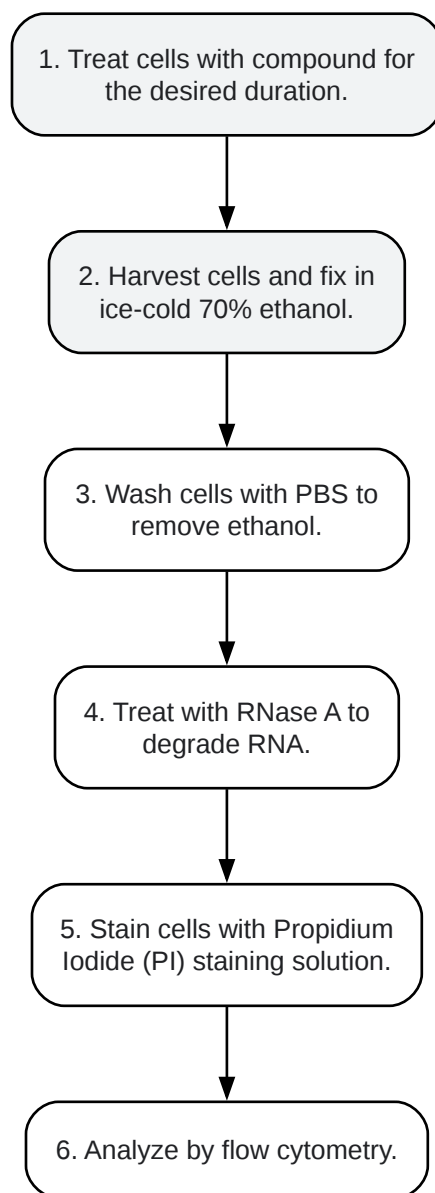 1. Treat cells with compound for
the desired duration.
2. Harvest cells and fix in
ice-cold 70% ethanol.
3. Wash cells with PBS to
remove ethanol.
4. Treat with RNase A to
degrade RNA.
5. Stain cells with Propidium
Iodide (PI) staining solution.
6. Analyze by flow cytometry.